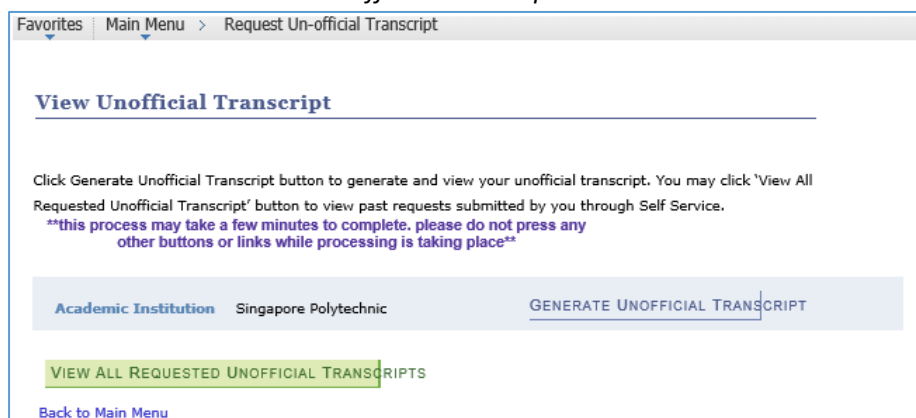 Favorites Main Menu > Request Un-official Transcript
View Unofficial Transcript
Click Generate Unofficial Transcript button to generate and view your unofficial transcript. You may click 'View All
Requested Unofficial Transcript' button to view past requests submitted by you through Self Service.
**this process may take a few minutes to complete. please do not press any
other buttons or links while processing is taking place**
Academic Institution Singapore Polytechnic GENERATE UNOFFICIAL TRANSCRIPT
VIEW ALL REQUESTED UNOFFICIAL TRANSCRIPTS
Back to Main Menu